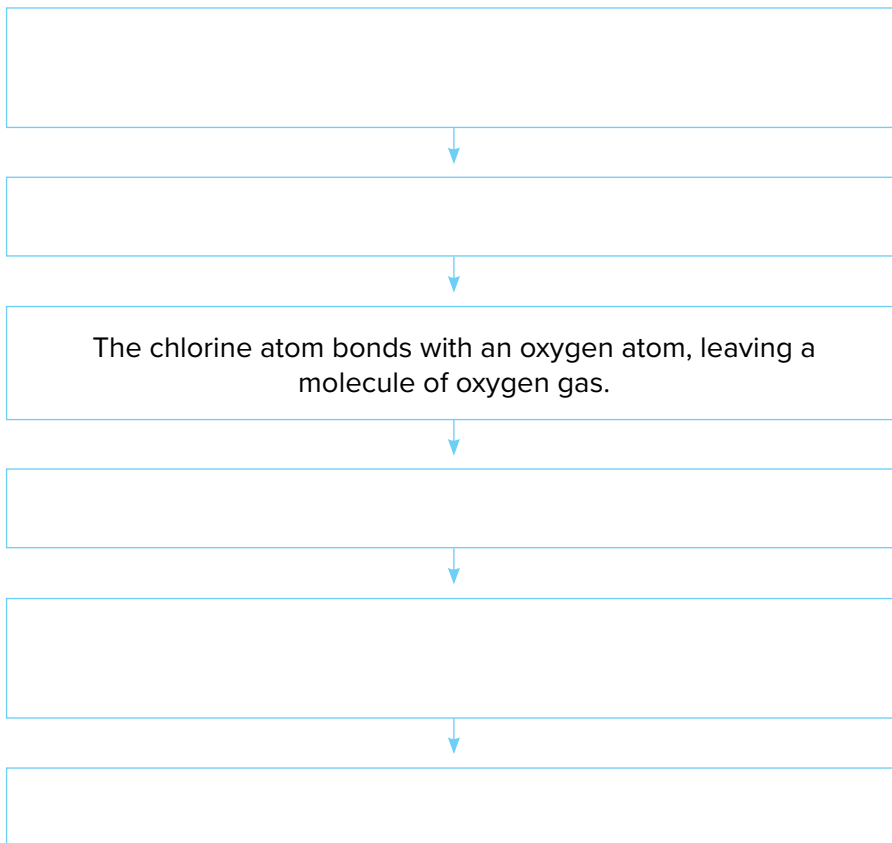 The chlorine atom bonds with an oxygen atom, leaving a
molecule of oxygen gas.